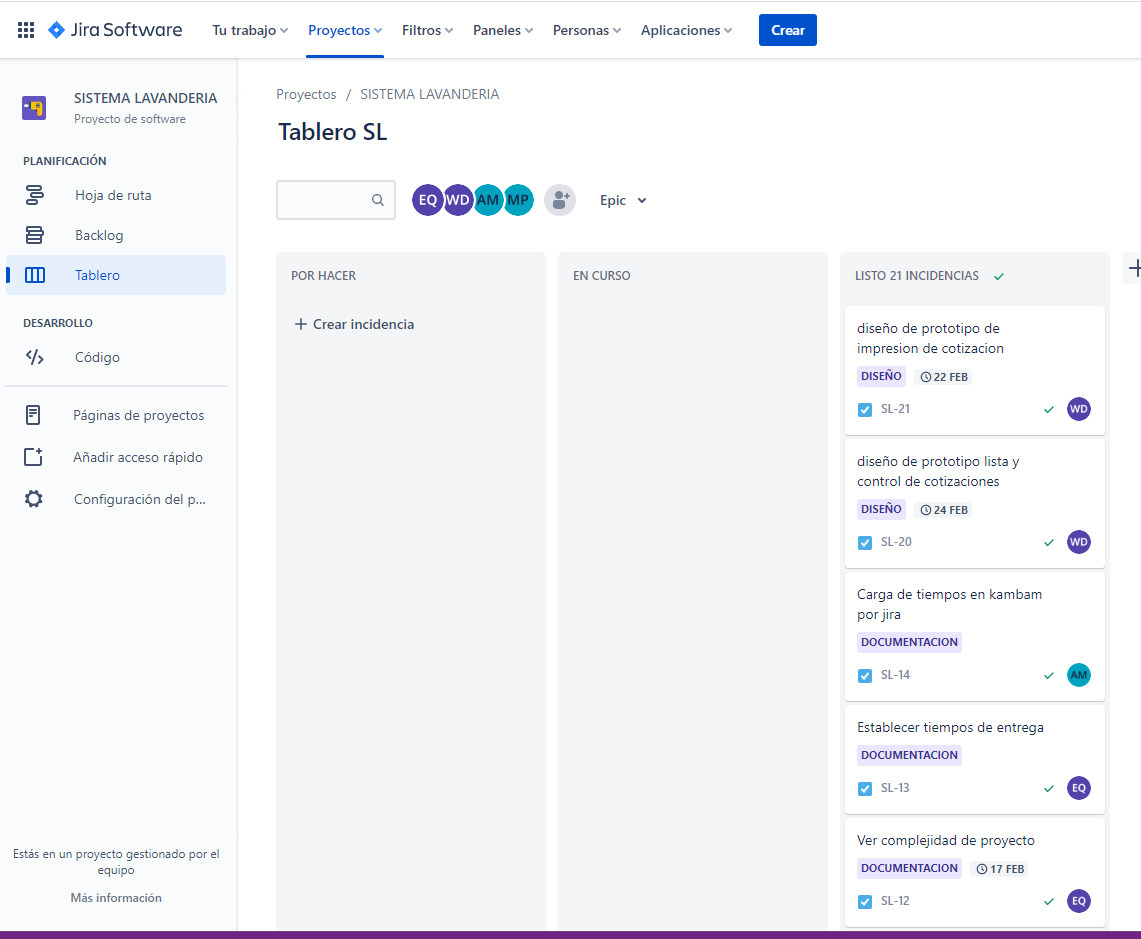 Jira Software
Tu trabajo
Proyectos
Filtros
Paneles
Personas
Aplicaciones
Crear
SISTEMA LAVANDERIA
Proyecto de software
PLANIFICACIÓN
Hoja de ruta
Backlog
Tablero
DESARROLLO
Código
Páginas de proyectos
Añadir acceso rápido
Configuración del p...
Estás en un proyecto gestionado por el
equipo
Más información
Proyectos / SISTEMA LAVANDERIA
Tablero SL
EQ WD AM MP
Epic
POR HACER
+ Crear incidencia
EN CURSO
LISTO 21 INCIDENCIAS
diseño de prototipo de
impresion de cotizacion
DISEÑO 22 FEB
SL-21 WD
diseño de prototipo lista y
control de cotizaciones
DISEÑO 24 FEB
SL-20 WD
Carga de tiempos en kambam
por jira
DOCUMENTACION
SL-14 AM
Establecer tiempos de entrega
DOCUMENTACION
SL-13 EQ
Ver complejidad de proyecto
DOCUMENTACION 17 FEB
SL-12 EQ